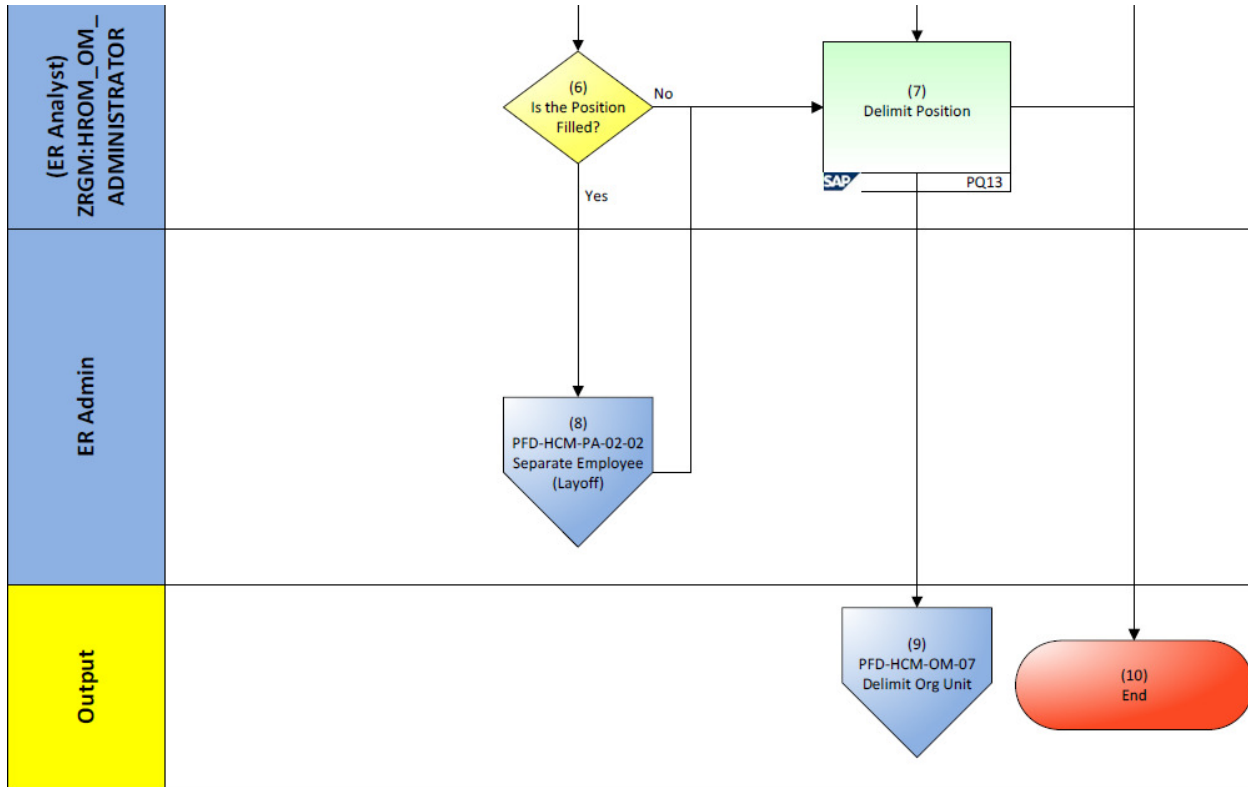 (ER Analyst)
ZRGM:HROM_OM_
ADMINISTRATOR
(6)
Is the Position
Filled?
No
Yes
(7)
Delimit Position
SAP
PQ13
ER Admin
(8)
PFD-HCM-PA-02-02
Separate Employee
(Layoff)
Output
(9)
PFD-HCM-OM-07
Delimit Org Unit
(10)
End